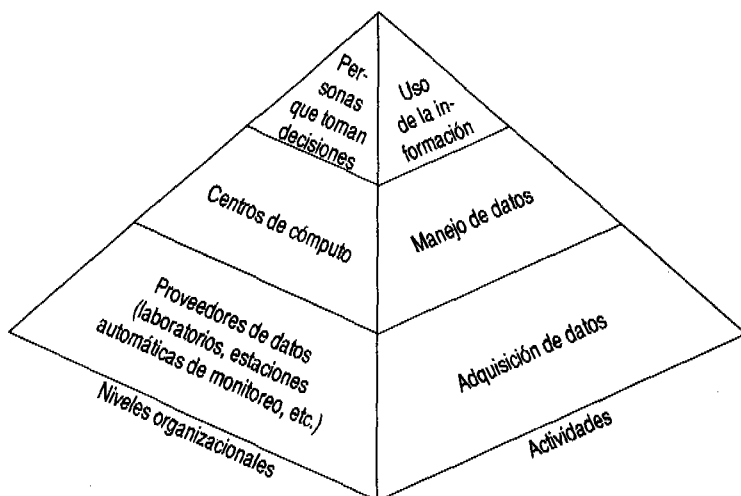 Per-
sonas
que toman
decisiones
Uso
de la in-
formación
Centros de cómputo
Manejo de datos
Proveedores de datos
(laboratorios, estaciones
automáticas de monitoreo, etc.)
Adquisición de datos
Niveles organizacionales
Actividades